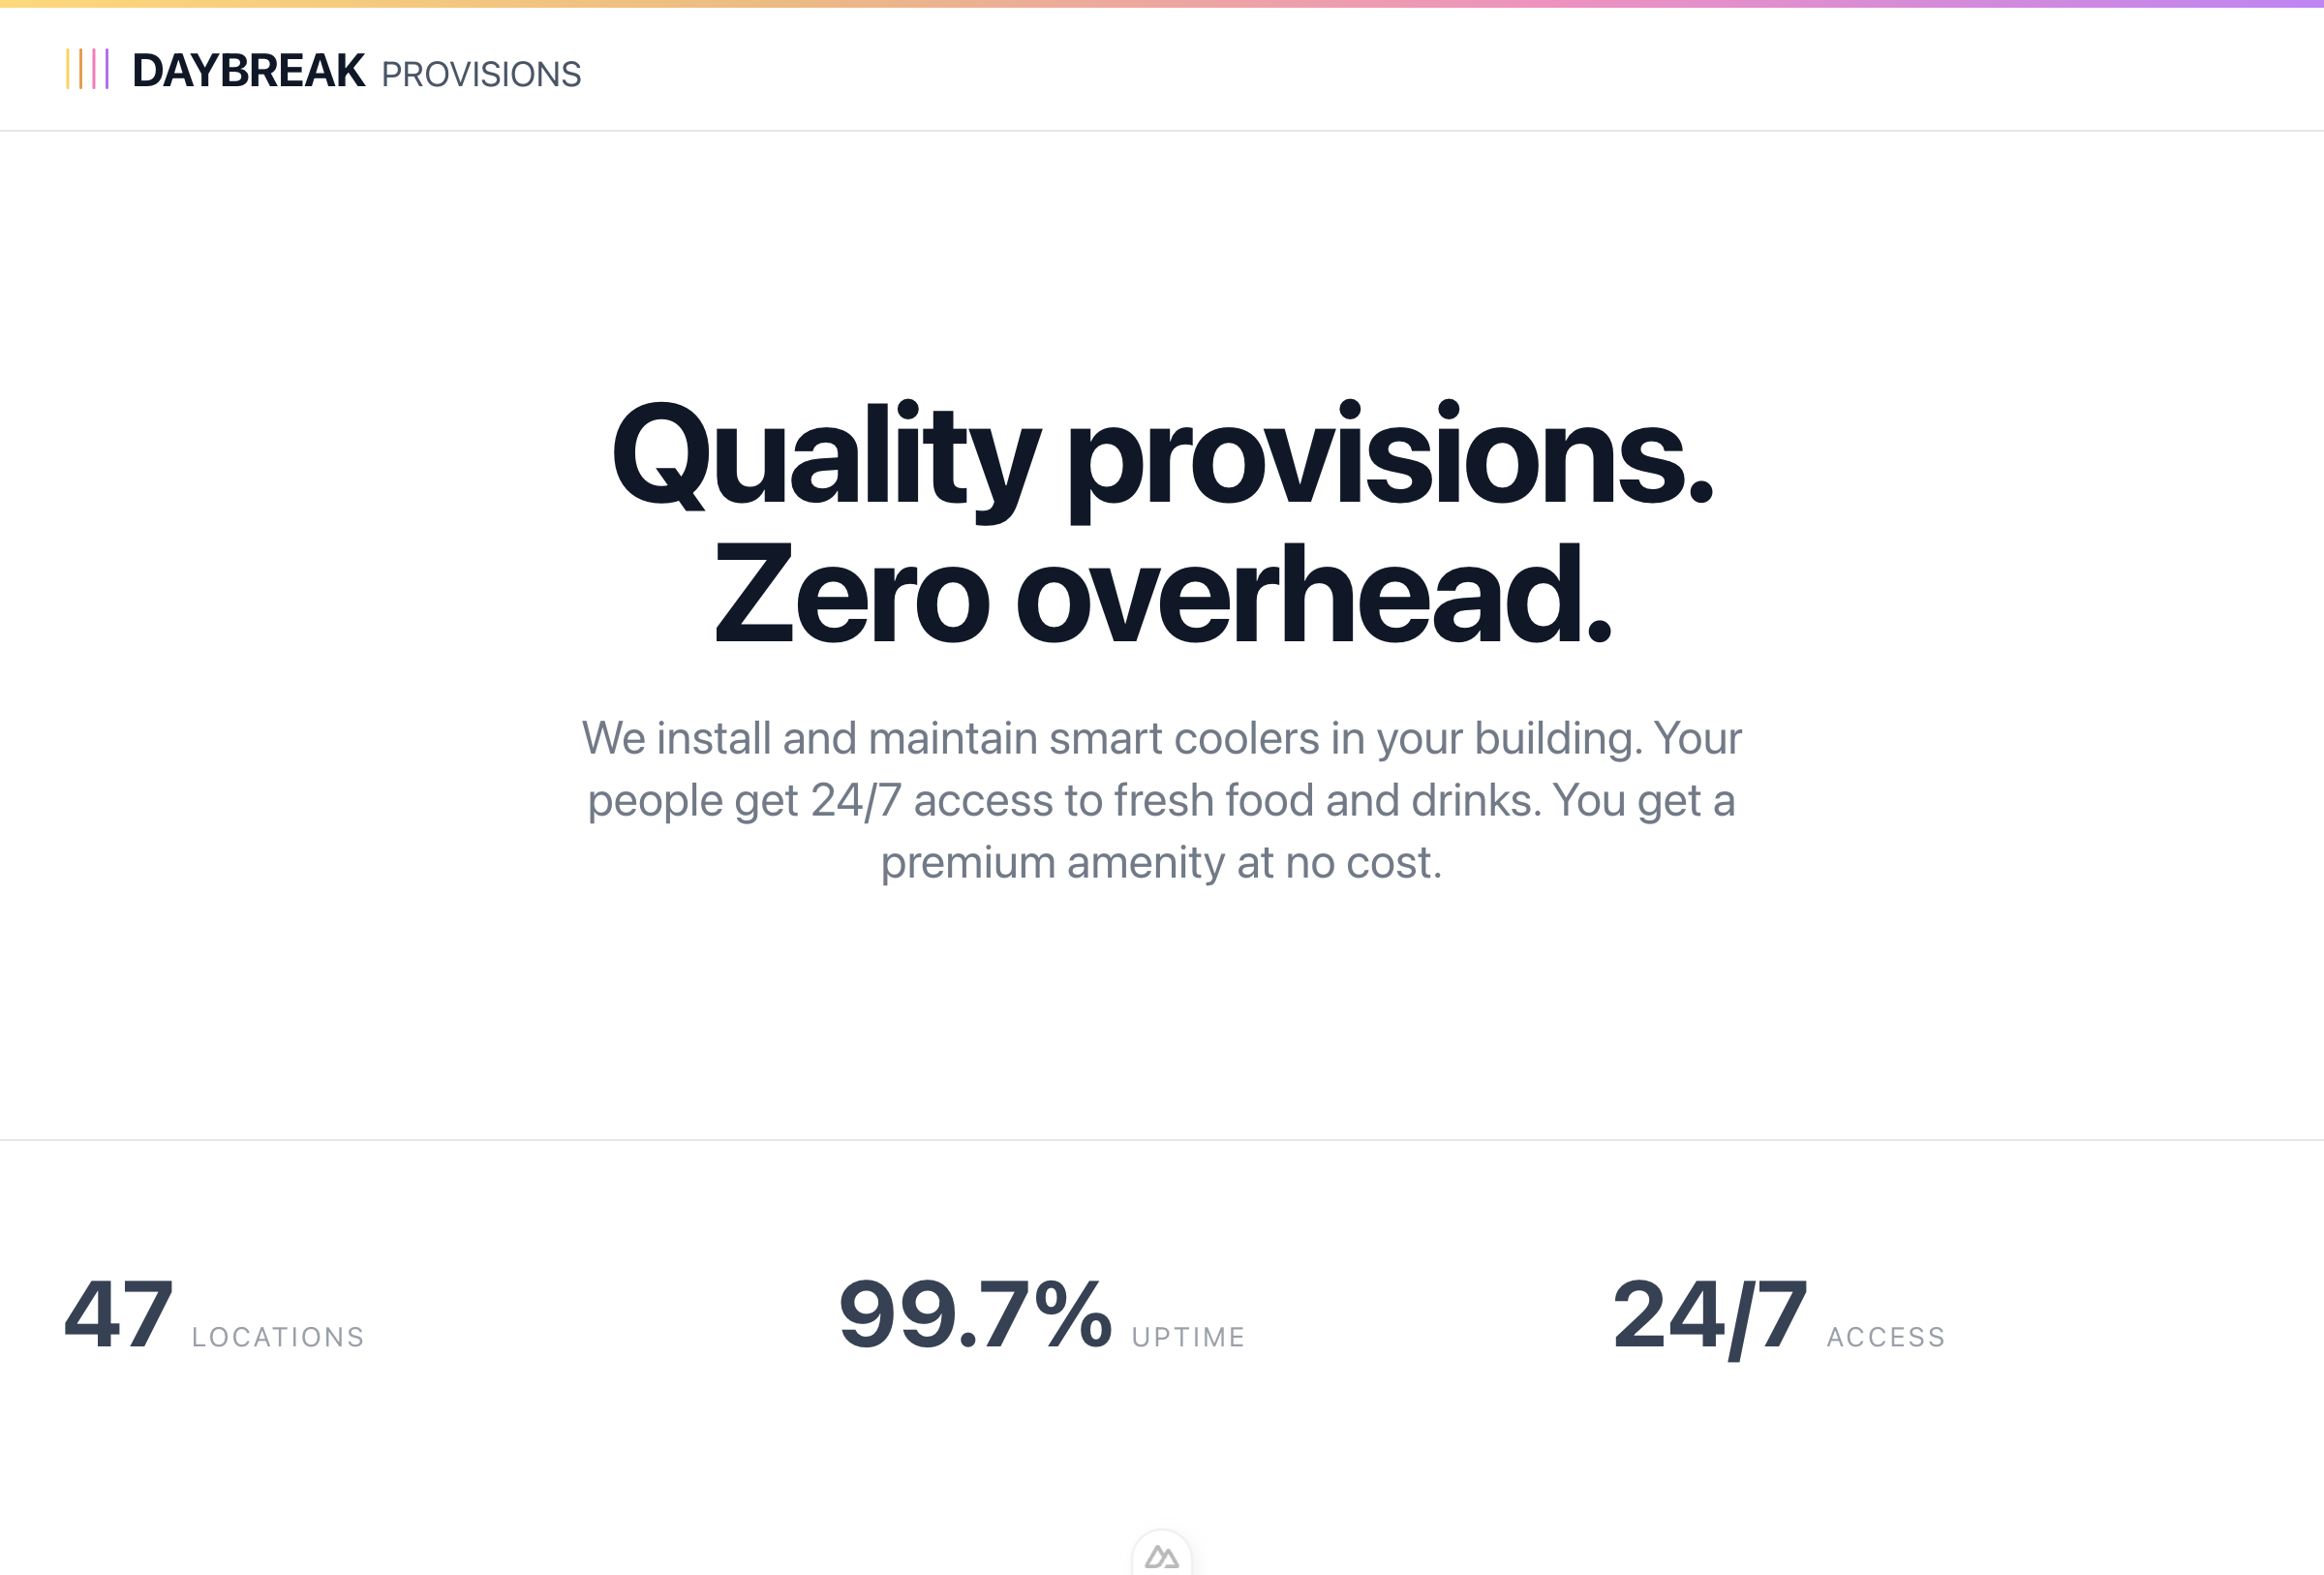 DAYBREAK PROVISIONS
Quality provisions.
Zero overhead.
We install and maintain smart coolers in your building. Your
people get 24/7 access to fresh food and drinks. You get a
premium amenity at no cost.
47 LOCATIONS
99.7% UPTIME
24/7 ACCESS